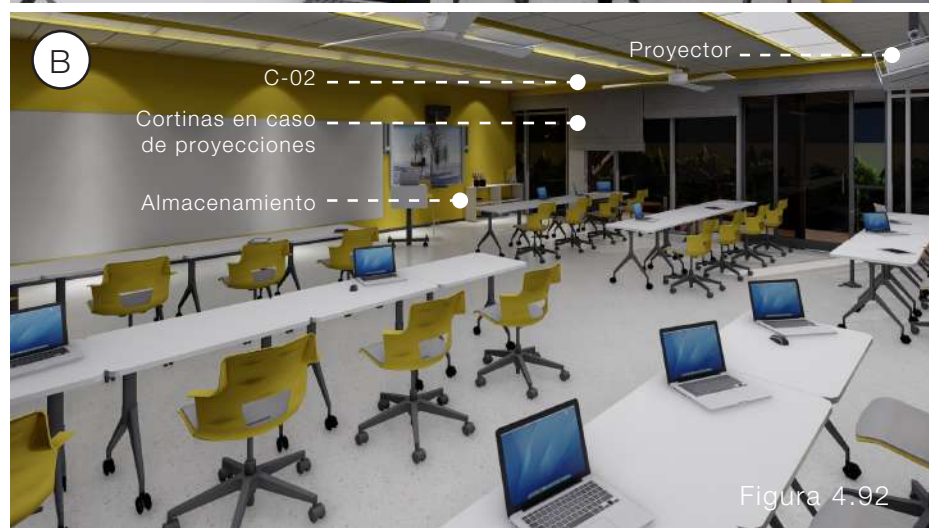 B
Proyector
C-02
Cortinas en caso
de proyecciones
Almacenamiento
Figura 4.92